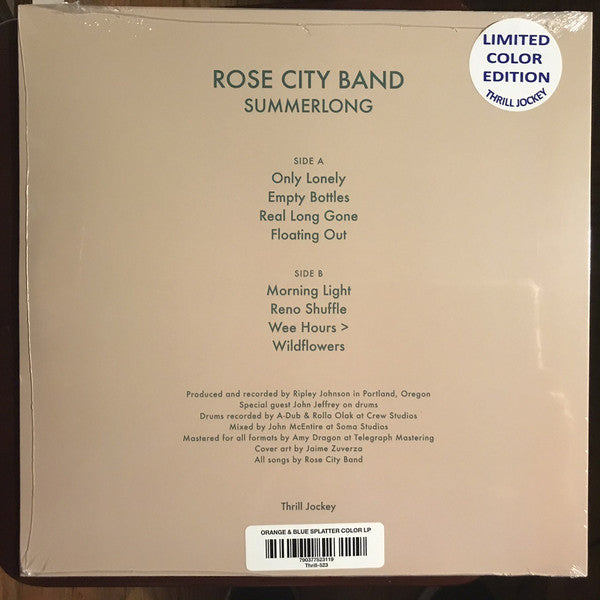 LIMITED
COLOR
EDITION
THRILL JOCKEY
ROSE CITY BAND
SUMMERLONG
SIDE A
Only Lonely
Empty Bottles
Real Long Gone
Floating Out
SIDE B
Morning Light
Reno Shuffle
Wee Hours >
Wildflowers
Produced and recorded by Ripley Johnson in Portland, Oregon
Special guest John Jeffrey on drums
Drums recorded by A-Dub & Rolla Olak at Crew Studios
Mixed by John McEntire at Soma Studios
Mastered for all formats by Amy Dragon at Telegraph Mastering
Cover art by Jaime Zuverza
All songs by Rose City Band
Thrill Jockey
ORANGE & BLUE SPLATTER COLOR LP
790377523119
Thrill-523